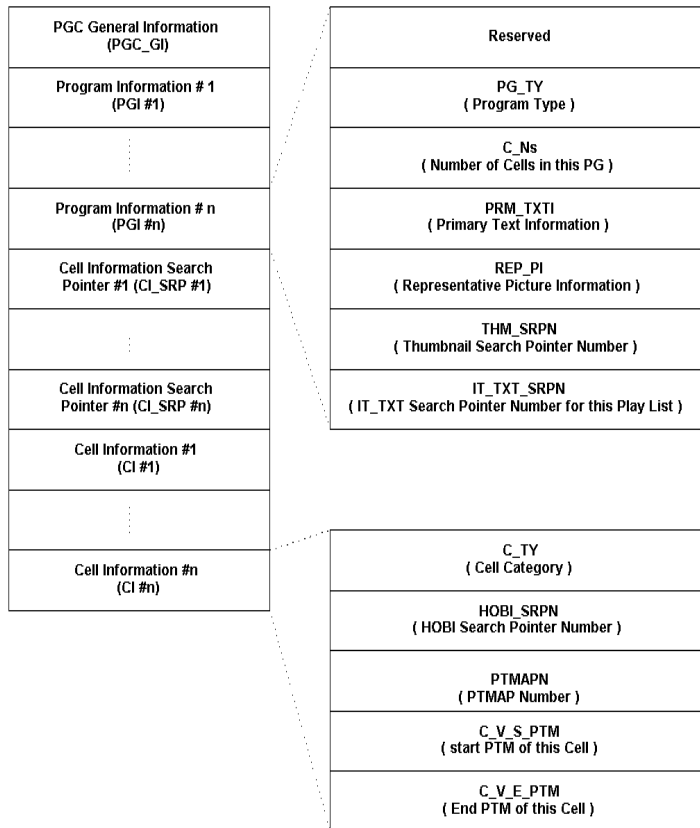 PGC General Information
(PGC_GI)
Program Information # 1
(PGI #1)
Program Information # n
(PGI #n)
Cell Information Search
Pointer #1 (CI_SRP #1)
Cell Information Search
Pointer #n (CI_SRP #n)
Cell Information #1
(CI #1)
Cell Information #n
(CI #n)
Reserved
PG_TY
( Program Type )
C_Ns
( Number of Cells in this PG )
PRM_TXTI
( Primary Text Information )
REP_PI
( Representative Picture Information )
THM_SRPN
( Thumbnail Search Pointer Number )
IT_TXT_SRPN
( IT_TXT Search Pointer Number for this Play List )
C_TY
( Cell Category )
HOBI_SRPN
( HOBI Search Pointer Number )
PTMAPN
( PTMAP Number )
C_V_S_PTM
( start PTM of this Cell )
C_V_E_PTM
( End PTM of this Cell )